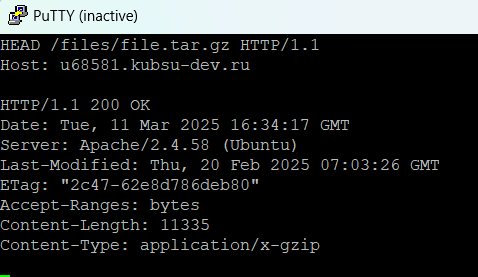 PuTTY (inactive)
HEAD /files/file.tar.gz HTTP/1.1
Host: u68581.kubsu-dev.ru
HTTP/1.1 200 OK
Date: Tue, 11 Mar 2025 16:34:17 GMT
Server: Apache/2.4.58 (Ubuntu)
Last-Modified: Thu, 20 Feb 2025 07:03:26 GMT
ETag: "2c47-62e8d786deb80"
Accept-Ranges: bytes
Content-Length: 11335
Content-Type: application/x-gzip